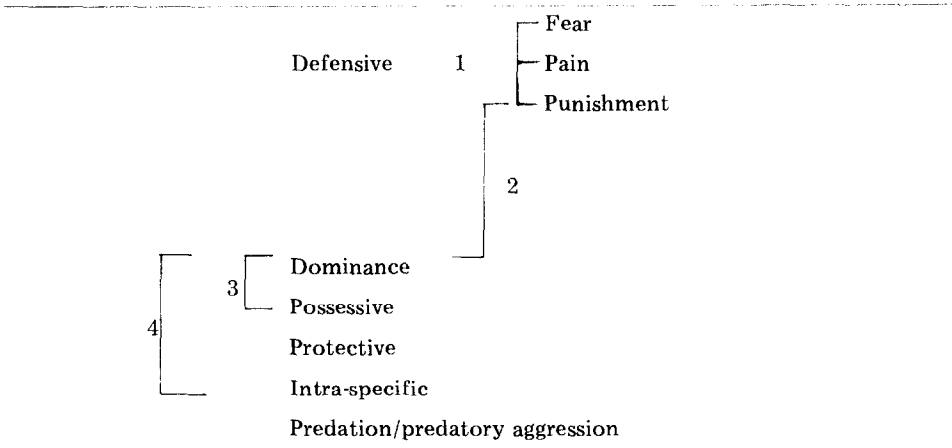 Fear
Defensive 1 Pain
Punishment
2
Dominance
3
Possessive
4
Protective
Intra-specific
Predation/predatory aggression